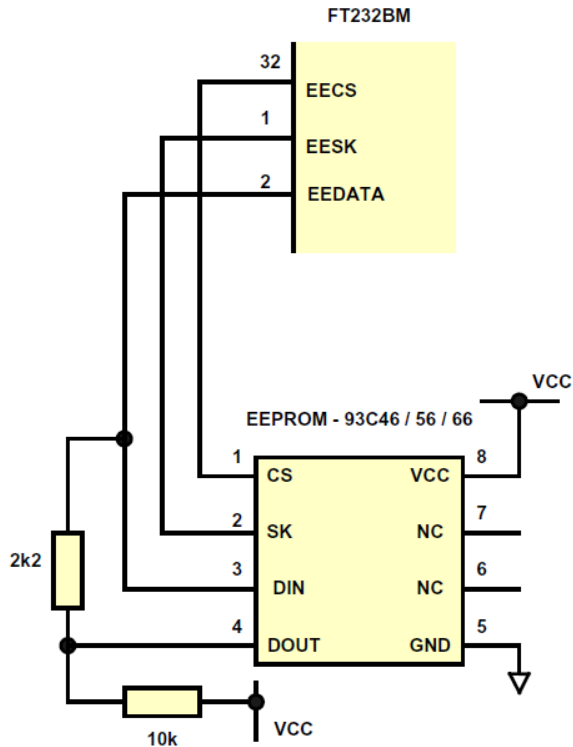 FT232BM
32
EECS
1
EESK
2
EEDATA
VCC
EEPROM - 93C46 / 56 / 66
1
CS
VCC
8
2
SK
NC
7
2k2
3
DIN
NC
6
4
DOUT
GND
5
10k
VCC